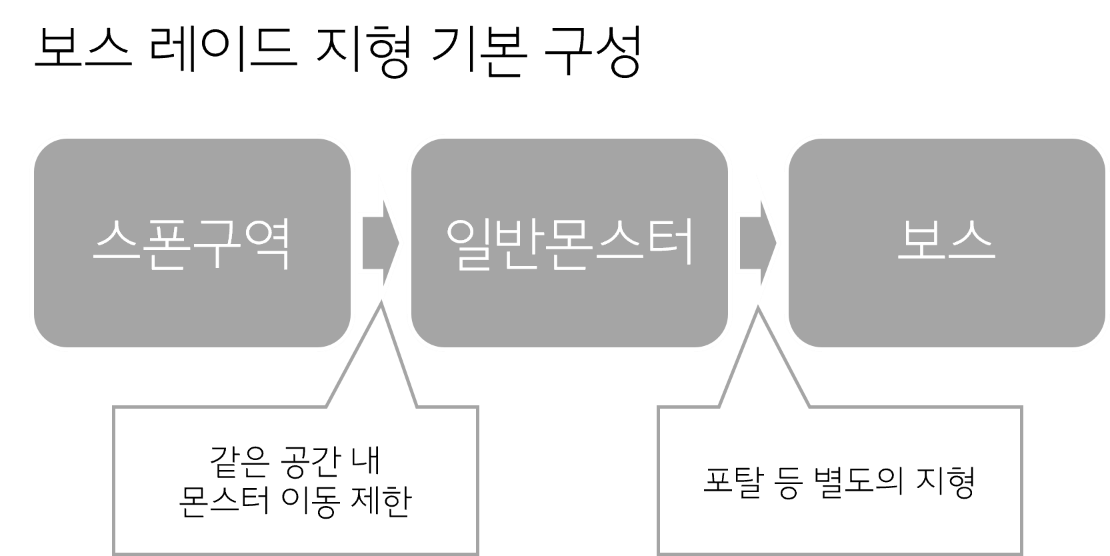 보스 레이드 지형 기본 구성
스폰구역
일반몬스터
보스
같은 공간 내
몬스터 이동 제한
포탈 등 별도의 지형